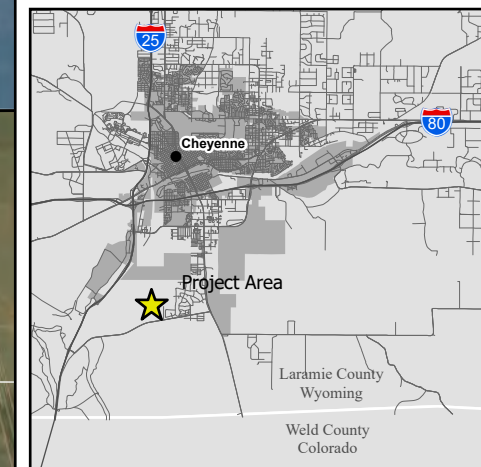 25
80
Cheyenne
Project Area
Laramie County
Wyoming
Weld County
Colorado